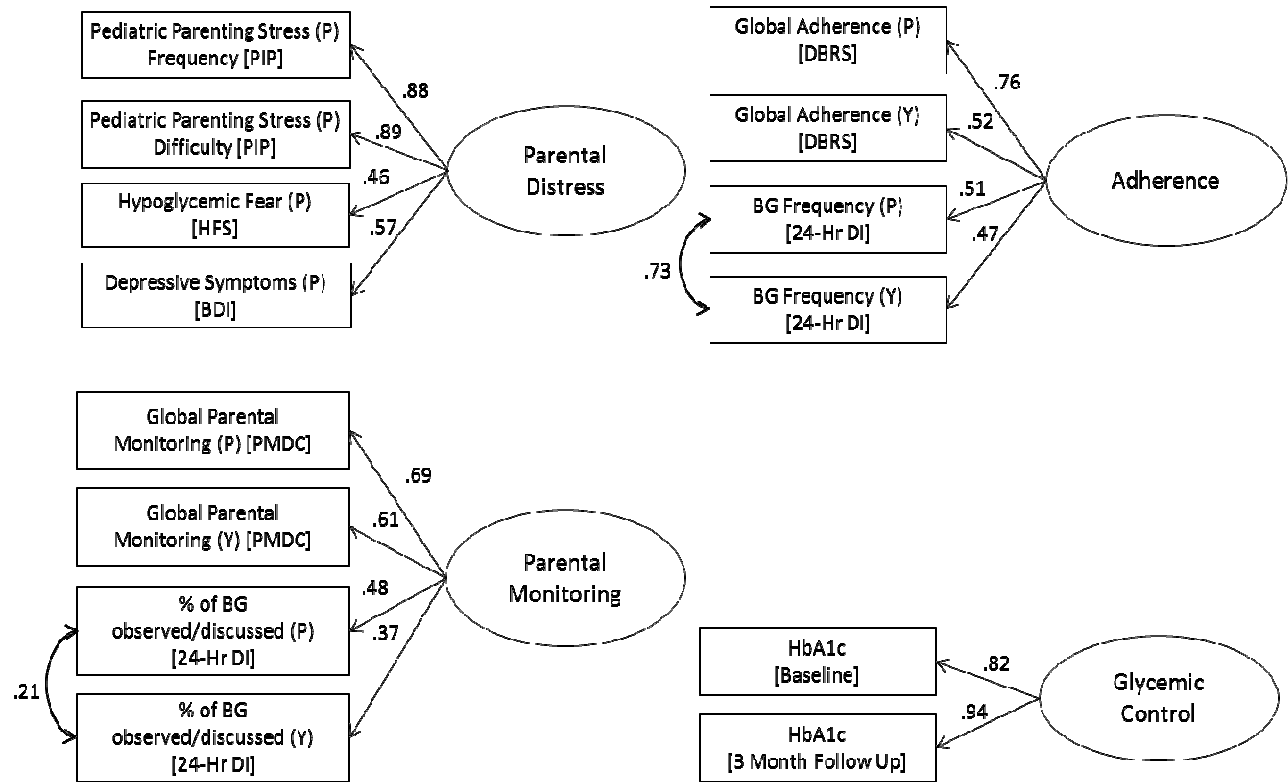 Pediatric Parenting Stress (P)
Frequency [PIP]
.88
Pediatric Parenting Stress (P)
Difficulty [PIP]
.89
Hypoglycemic Fear (P)
[HFS]
.46
Depressive Symptoms (P)
[BDI]
.57
Parental
Distress
Global Adherence (P)
[DBRS]
.76
Global Adherence (Y)
[DBRS]
.52
BG Frequency (P)
[24-Hr DI]
.51
BG Frequency (Y)
[24-Hr DI]
.47
.73
Adherence
Global Parental
Monitoring (P) [PMDC]
.69
Global Parental
Monitoring (Y) [PMDC]
.61
% of BG
observed/discussed (P)
[24-Hr DI]
.48
% of BG
observed/discussed (Y)
[24-Hr DI]
.37
.21
Parental
Monitoring
HbA1c
[Baseline]
.82
HbA1c
[3 Month Follow Up]
.94
Glycemic
Control